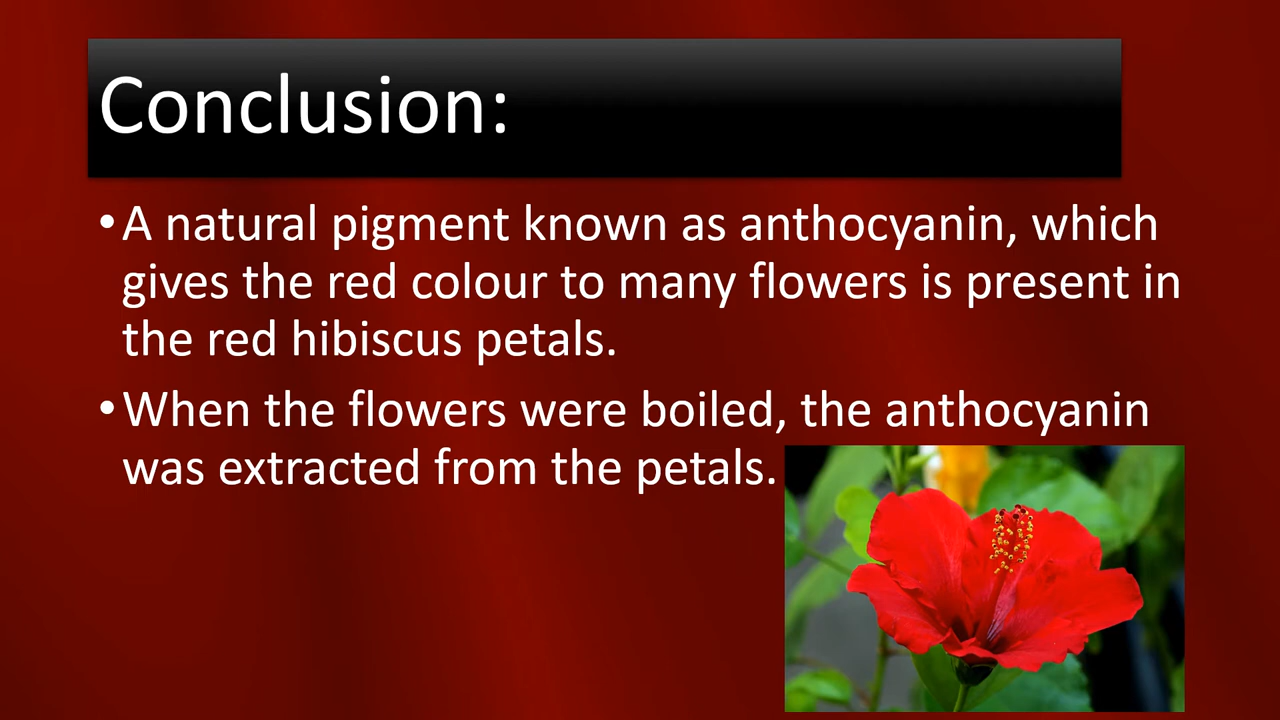 Conclusion:
•A natural pigment known as anthocyanin, which
gives the red colour to many flowers is present in
the red hibiscus petals.
•When the flowers were boiled, the anthocyanin
was extracted from the petals.